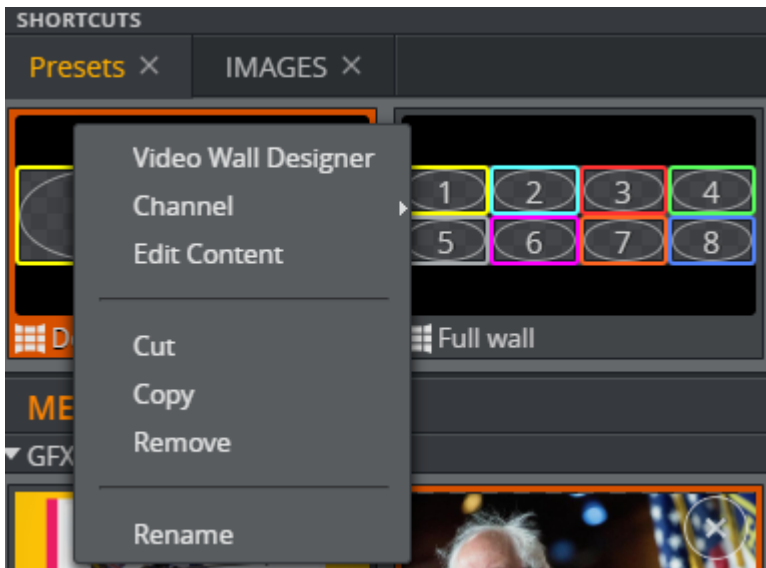 SHORTCUTS
Presets × IMAGES ×
Video Wall Designer
Channel
Edit Content
Cut
Copy
Remove
Rename
1 2 3 4
5 6 7 8
Full wall
GFX